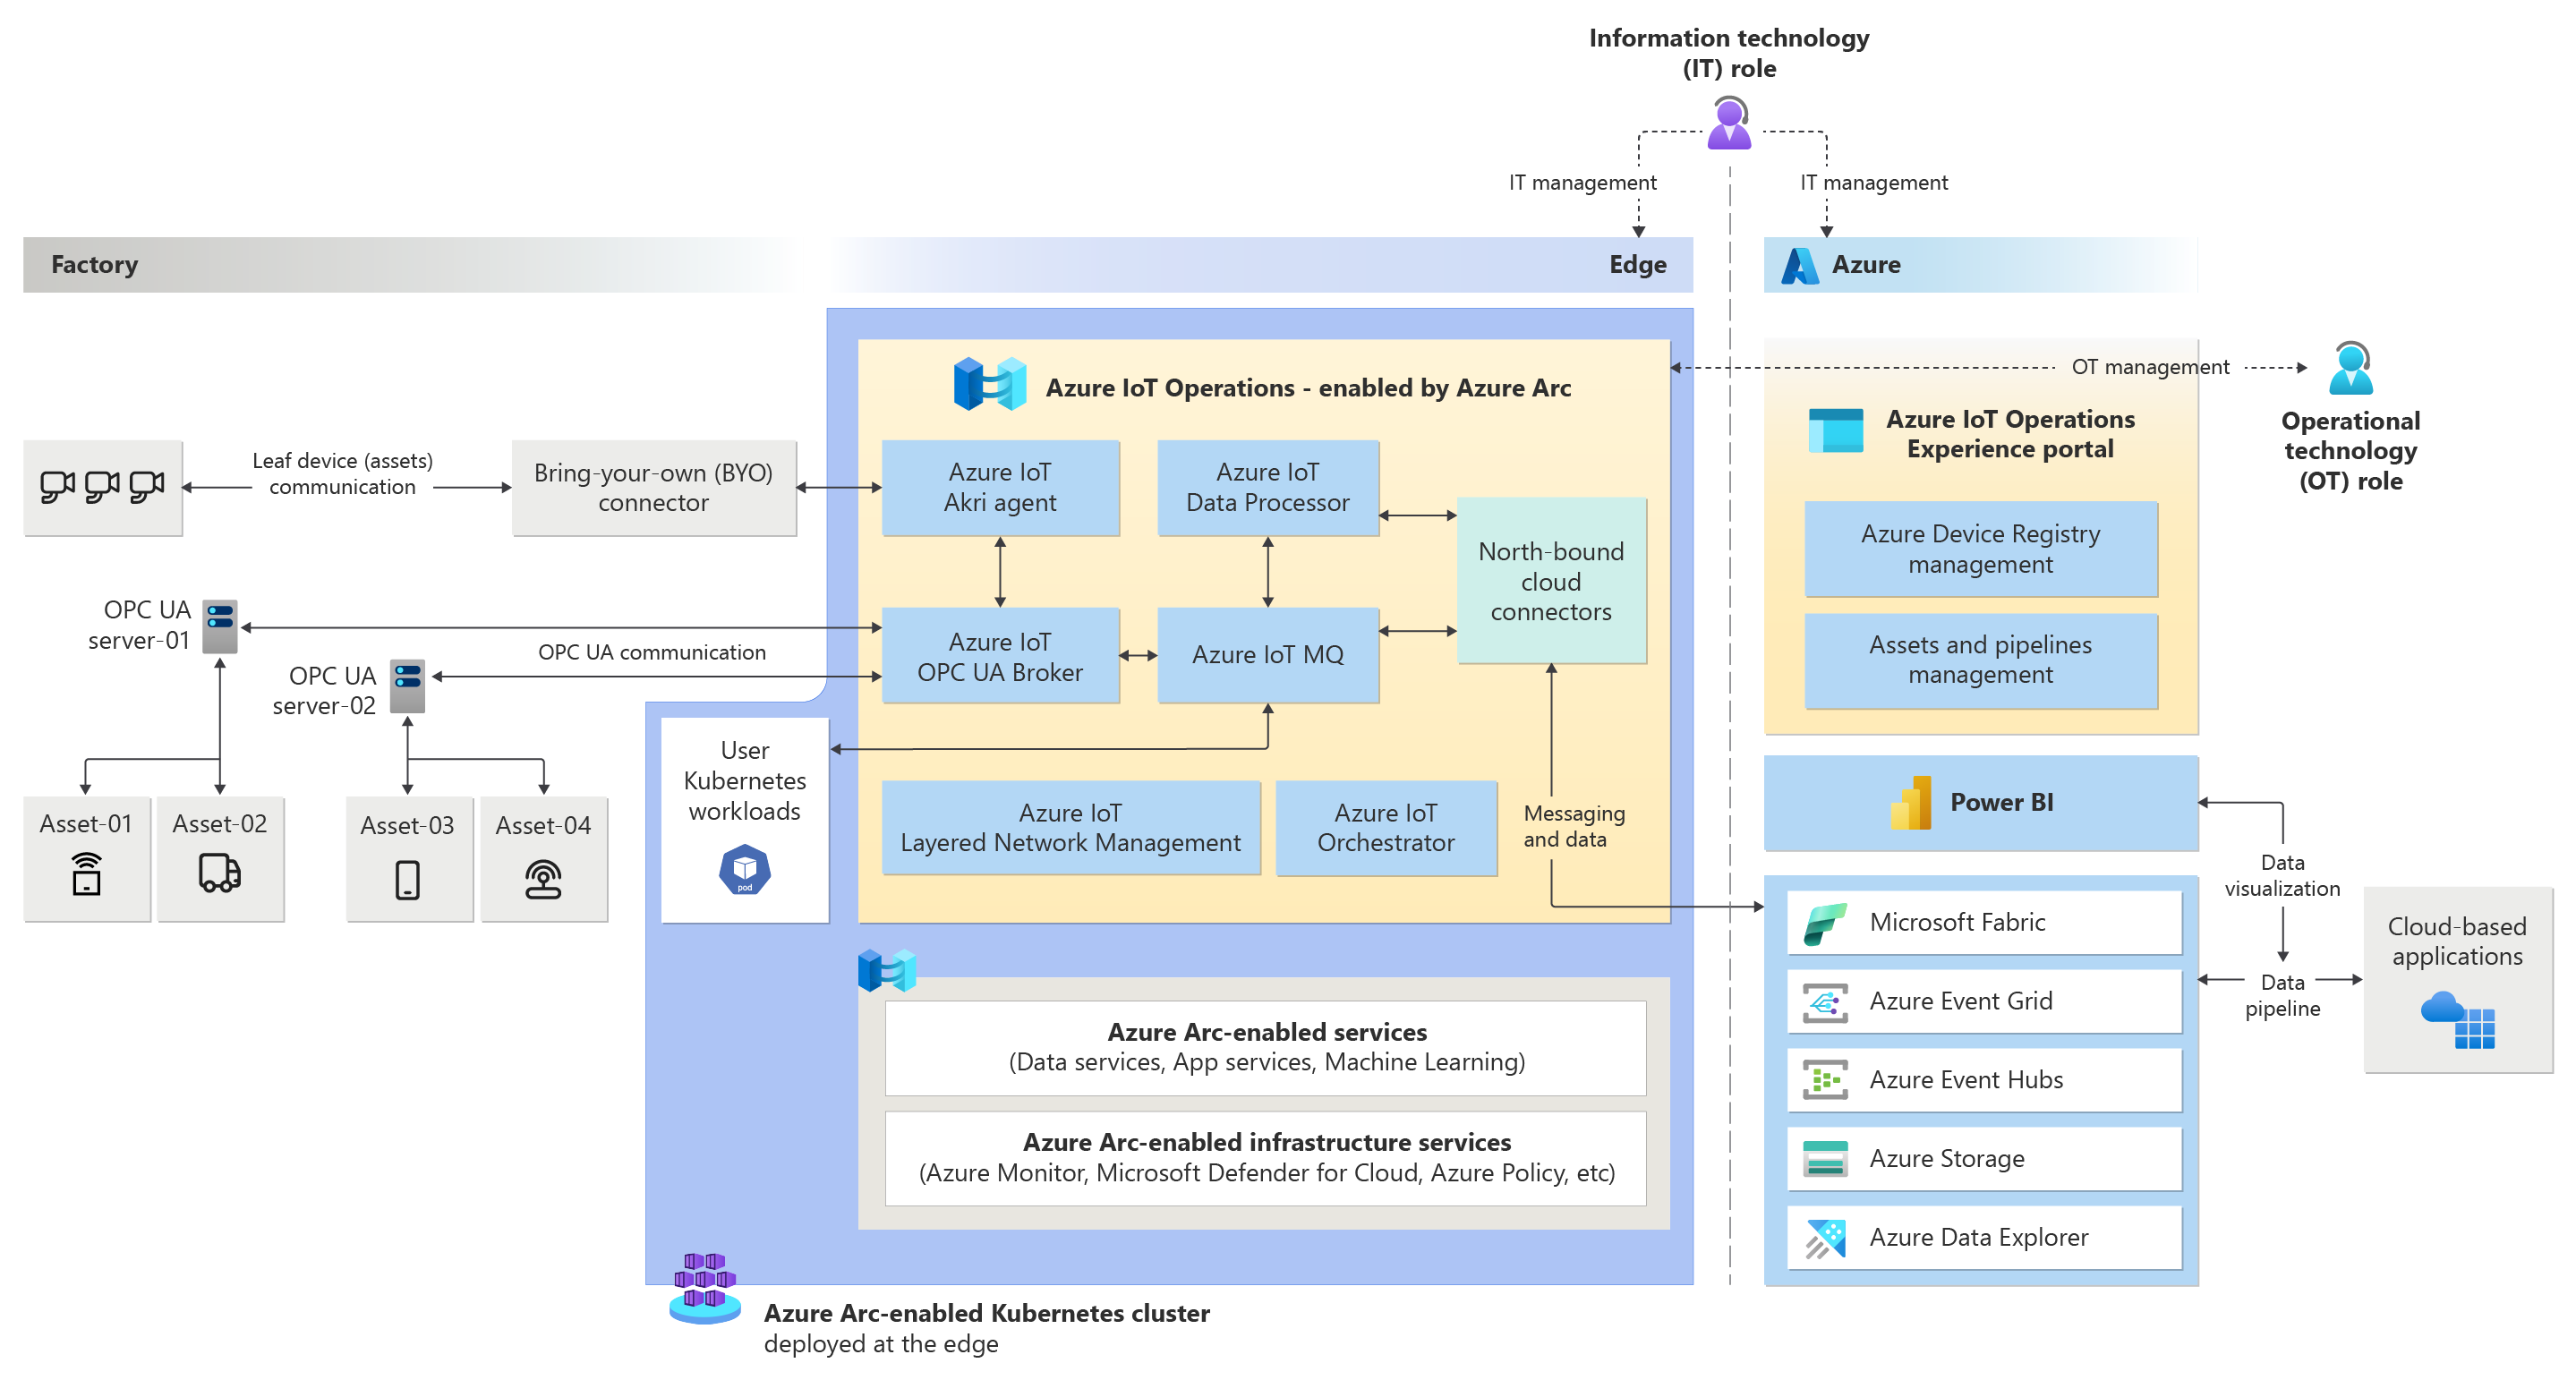 Information technology
(IT) role
IT management
IT management
Factory
Edge
Azure
Azure IoT Operations - enabled by Azure Arc
OT management
Operational
technology
(OT) role
Azure IoT Operations
Experience portal
Azure Device Registry
management
Assets and pipelines
management
Leaf device (assets)
communication
Bring-your-own (BYO)
connector
Azure IoT
Akri agent
Azure IoT
Data Processor
North-bound
cloud
connectors
OPC UA
server-01
OPC UA
server-02
OPC UA communication
Azure IoT
OPC UA Broker
Azure IoT MQ
User
Kubernetes
workloads
pod
Asset-01
Asset-02
Asset-03
Asset-04
Azure IoT
Layered Network Management
Azure IoT
Orchestrator
Messaging
and data
Power BI
Data
visualization
Data
pipeline
Cloud-based
applications
Microsoft Fabric
Azure Event Grid
Azure Event Hubs
Azure Storage
Azure Data Explorer
Azure Arc-enabled services
(Data services, App services, Machine Learning)
Azure Arc-enabled infrastructure services
(Azure Monitor, Microsoft Defender for Cloud, Azure Policy, etc)
Azure Arc-enabled Kubernetes cluster
deployed at the edge